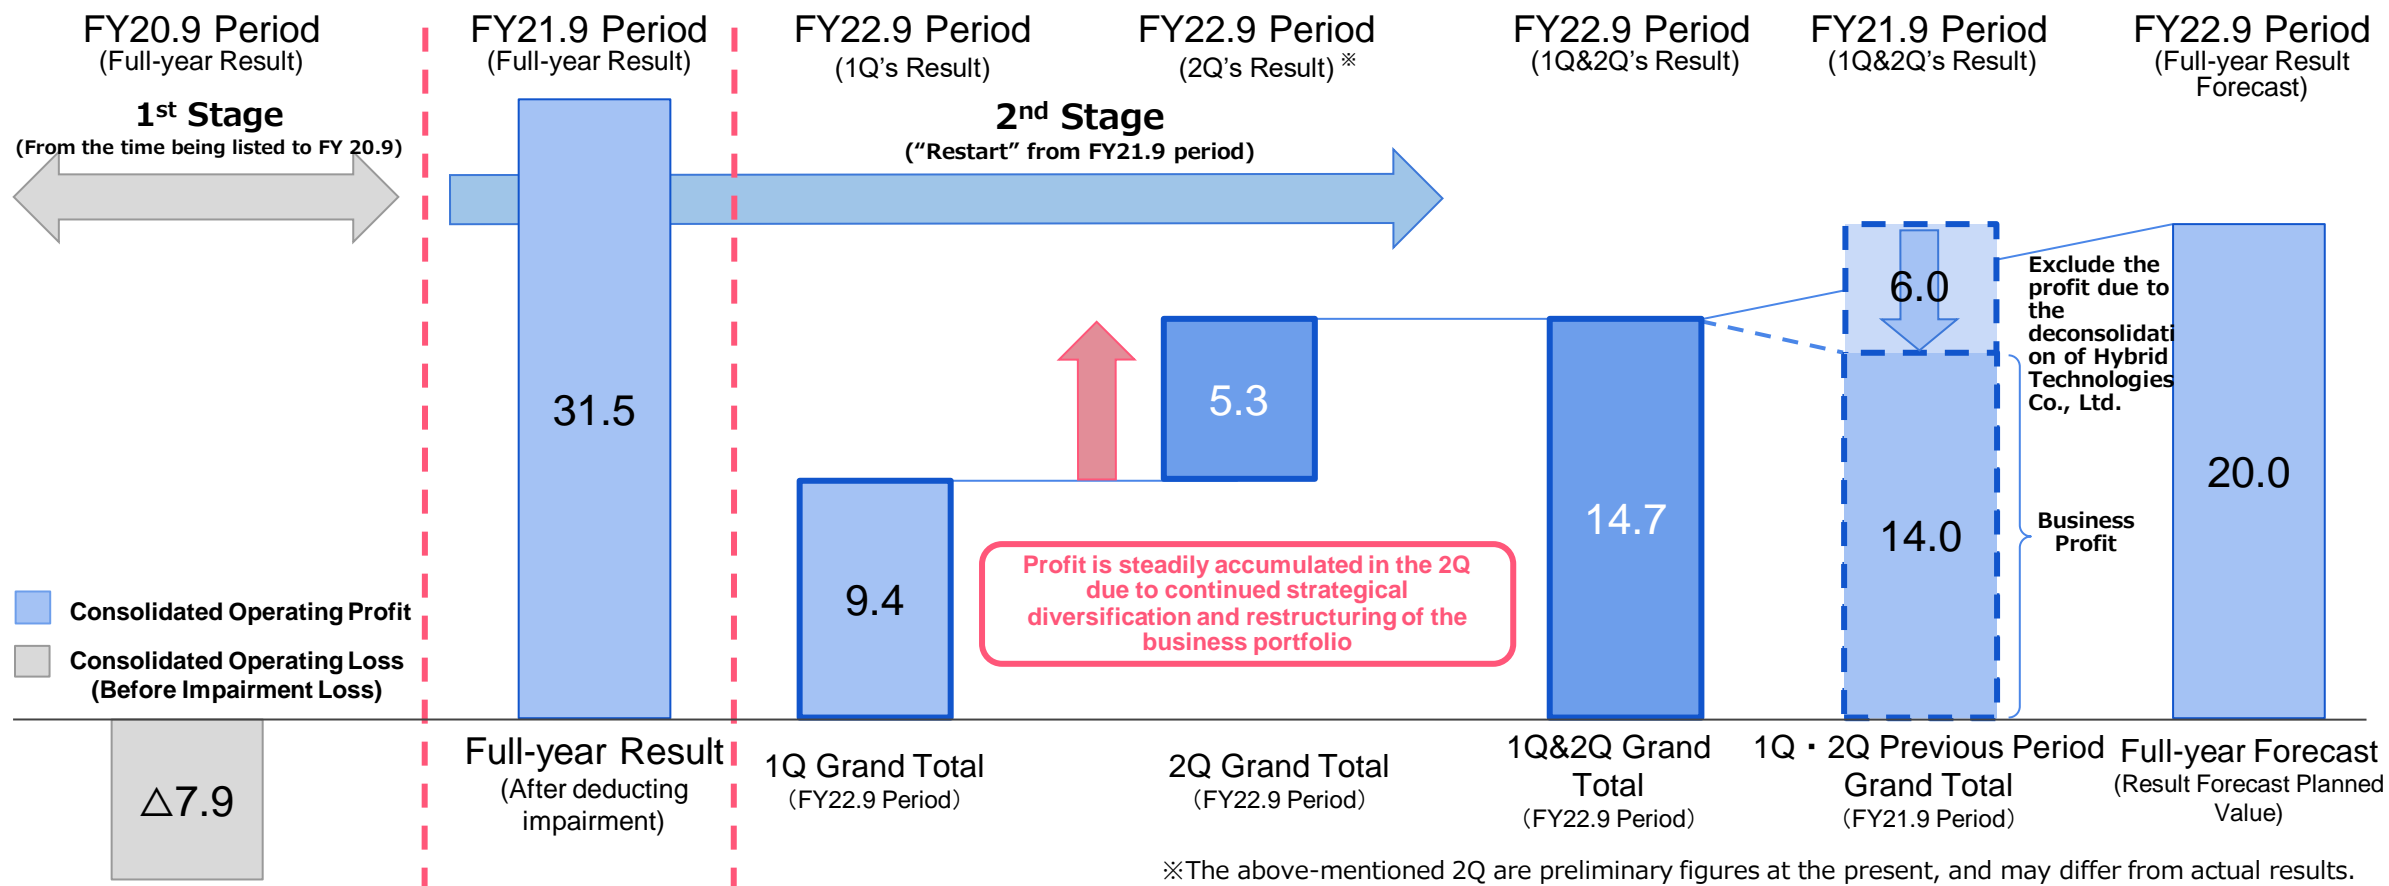 FY20.9 Period
(Full-year Result)
FY21.9 Period
(Full-year Result)
FY22.9 Period
(1Q's Result)
FY22.9 Period
(2Q's Result) ※
FY22.9 Period
(1Q&2Q's Result)
FY21.9 Period
(1Q&2Q's Result)
FY22.9 Period
(Full-year Result
Forecast)
1st Stage
(From the time being listed to FY 20.9)
2nd Stage
("Restart" from FY21.9 period)
31.5
9.4
5.3
14.7
6.0
14.0
20.0
Exclude the
profit due to
the
deconsolidati
on of Hybrid
Technologies
Co., Ltd.
Business
Profit
Profit is steadily accumulated in the 2Q
due to continued strategical
diversification and restructuring of the
business portfolio
Consolidated Operating Profit
Consolidated Operating Loss
(Before Impairment Loss)
△7.9
Full-year Result
(After deducting
impairment)
1Q Grand Total
（FY22.9 Period）
2Q Grand Total
（FY22.9 Period）
1Q&2Q Grand
Total
（FY22.9 Period）
1Q・2Q Previous Period
Grand Total
（FY21.9 Period）
Full-year Forecast
(Result Forecast Planned
Value)
※The above-mentioned 2Q are preliminary figures at the present, and may differ from actual results.